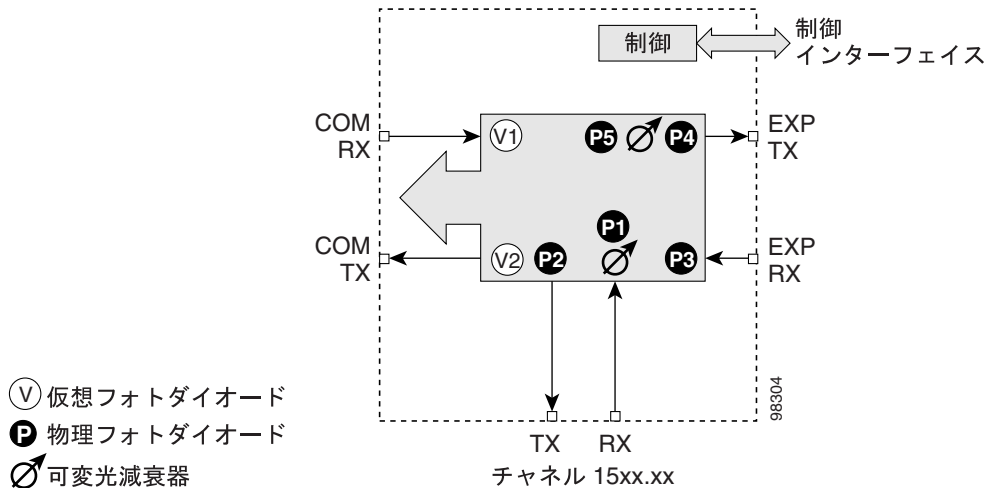 制御
制御
インターフェイス
COM
RX
V1
P5
P4
EXP
TX
P1
COM
TX
V2
P2
P3
EXP
RX
V 仮想フォトダイオード
P 物理フォトダイオード
可変光減衰器
TX
RX
チャネル 15xx.xx
98304